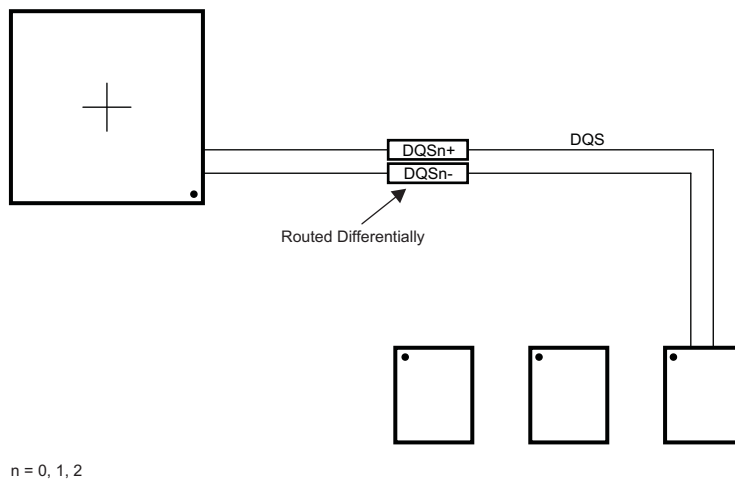 DQSn+
DQS
DQSn-
Routed Differentially
n = 0, 1, 2